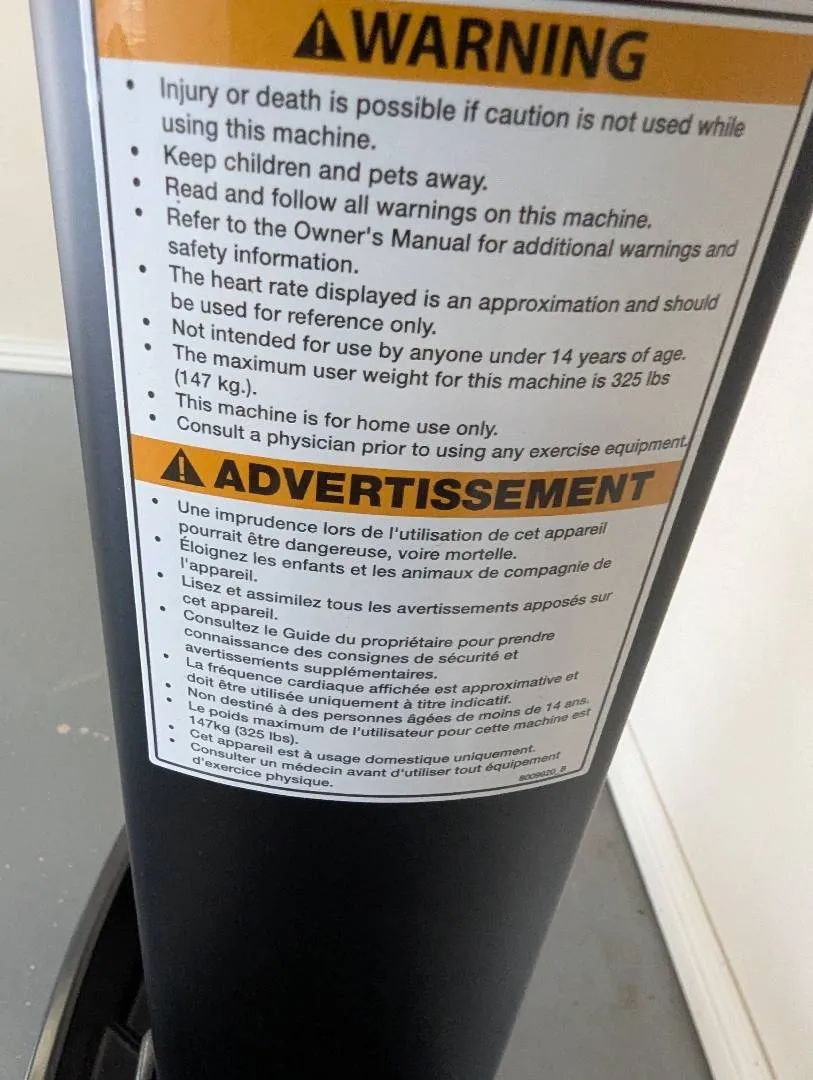 ⚠WARNING
• Injury or death is possible if caution is not used while
using this machine.
• Keep children and pets away.
• Read and follow all warnings on this machine.
• Refer to the Owner's Manual for additional warnings and
safety information.
• The heart rate displayed is an approximation and should
be used for reference only.
• Not intended for use by anyone under 14 years of age.
• The maximum user weight for this machine is 325 lbs
(147 kg.).
• This machine is for home use only.
• Consult a physician prior to using any exercise equipment.
⚠ADVERTISSEMENT
• Une imprudence lors de l'utilisation de cet appareil
pourrait être dangereuse, voire mortelle.
• Éloignez les enfants et les animaux de compagnie de
l'appareil.
• Lisez et assimilez tous les avertissements apposés sur
cet appareil.
• Consultez le Guide du propriétaire pour prendre
connaissance des consignes de sécurité et
avertissements supplémentaires.
• La fréquence cardiaque affichée est approximative et
doit être utilisée uniquement à titre indicatif.
• Non destiné à des personnes âgées de moins de 14 ans.
• Le poids maximum de l'utilisateur pour cette machine est
147kg (325 lbs).
• Cet appareil est à usage domestique uniquement.
• Consulter un médecin avant d'utiliser tout équipement
d'exercice physique.
8009020_B